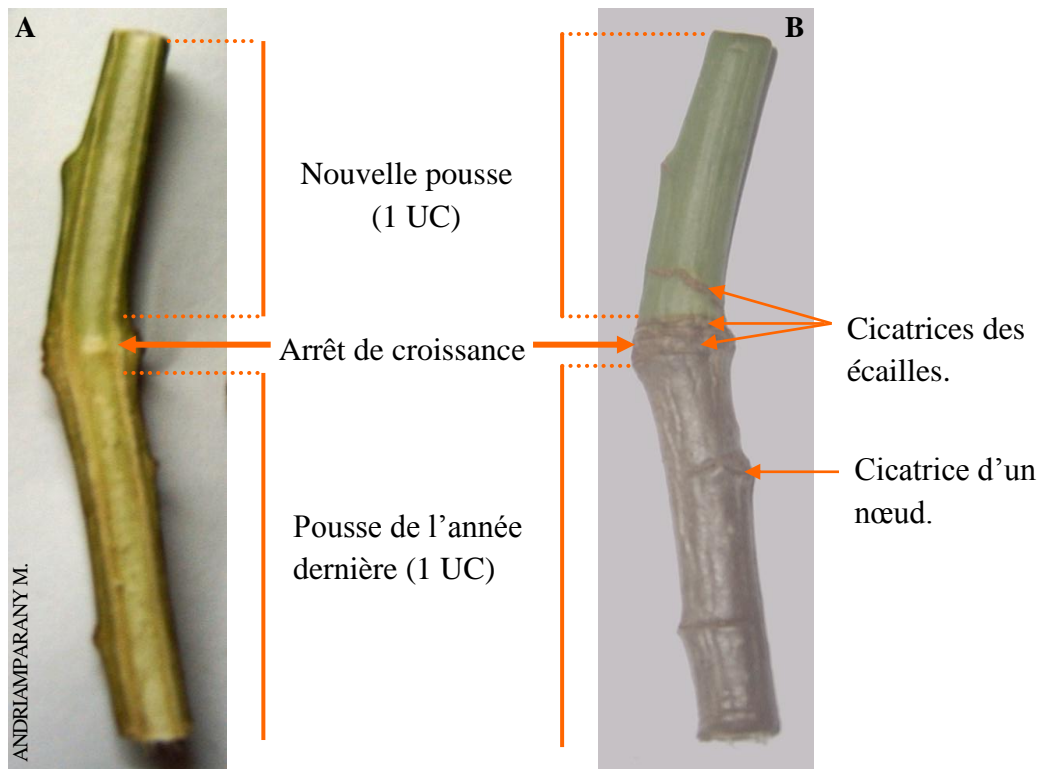 A
B
Nouvelle pousse
(1 UC)
Arrêt de croissance
Cicatrices des
écailles.
Cicatrice d’un
nœud.
Pousse de l’année
dernière (1 UC)
ANDRIAMPARANY M.